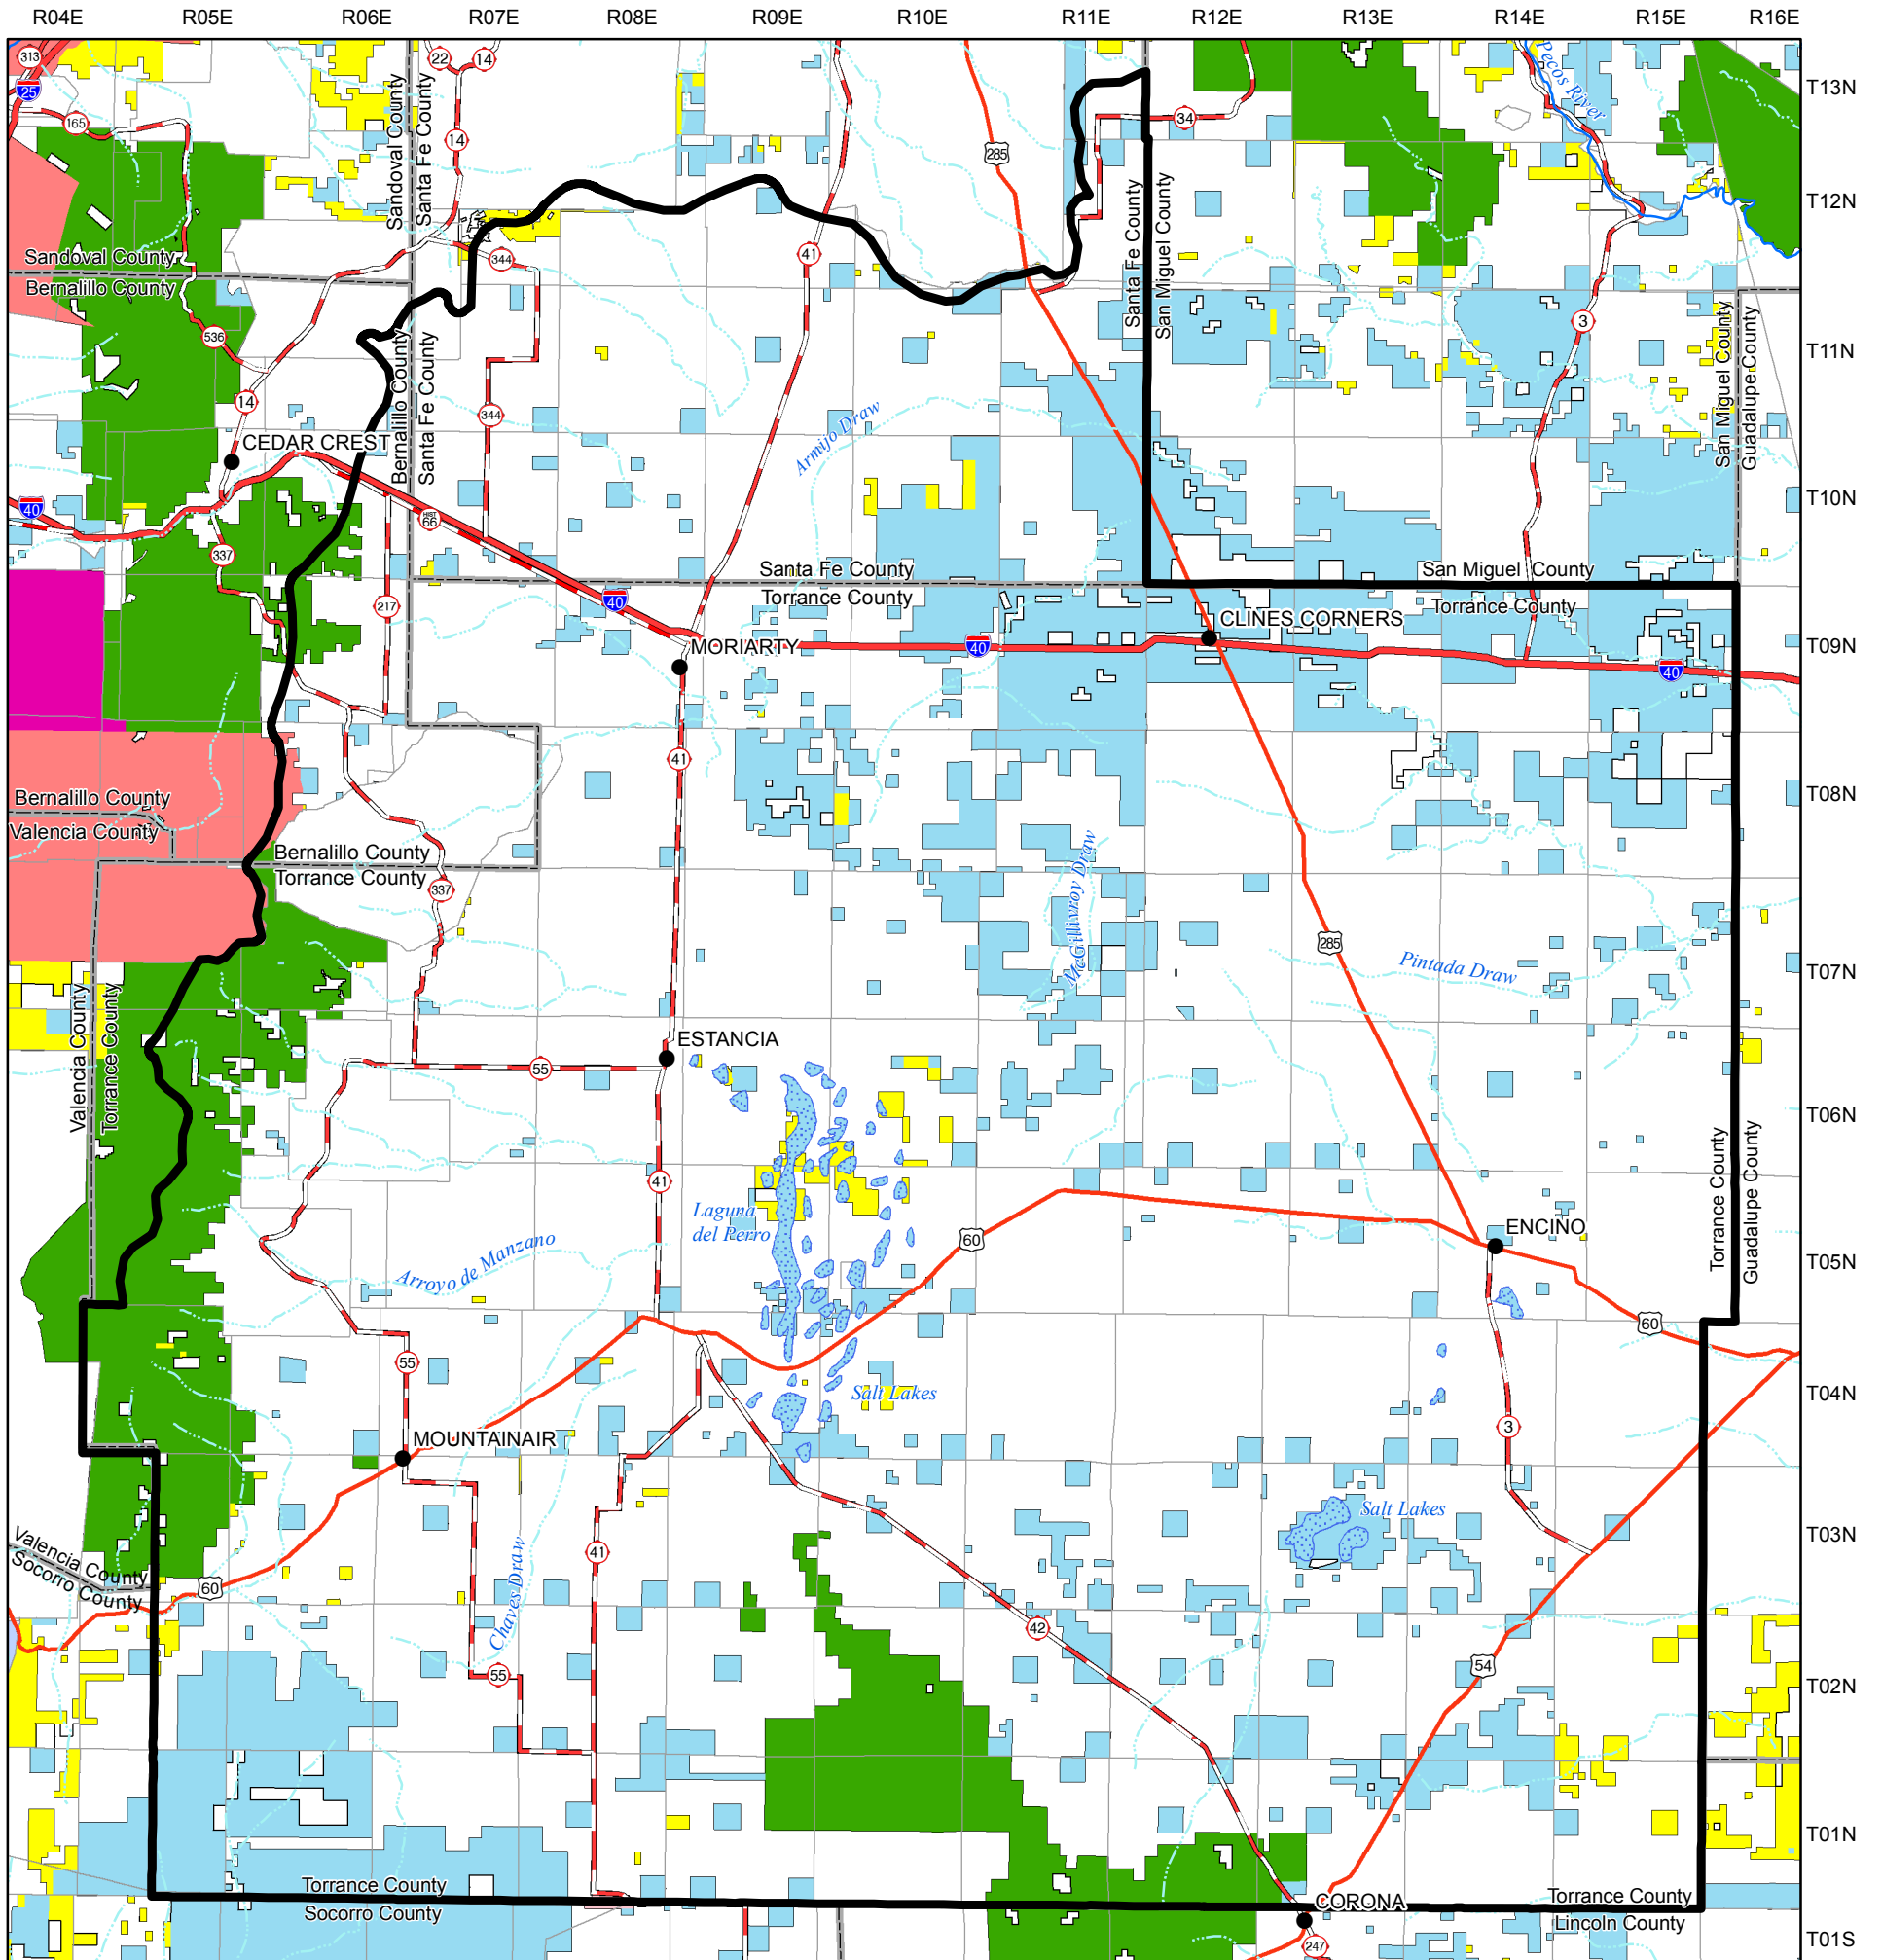 R04E R05E R06E R07E R08E R09E R10E R11E R12E R13E R14E R15E R16E
313
22
14
Pecos River
25
T13N
165
34
14
285
Sandoval County
Santa Fe County
Santa Fe County
San Miguel County
T12N
344
41
Sandoval County
Bernalillo County
536
3
Bernalillo County
Santa Fe County
San Miguel County
Guadalupe County
T11N
14
344
Armijo Draw
CEDAR CREST
T10N
40
HIST
66
337
Santa Fe County
Torrance County
San Miguel County
Torrance County
217
40
CLINES CORNERS
MORIARTY
40
T09N
40
41
Bernalillo County
Valencia County
T08N
McGillivroy Draw
Bernalillo County
Torrance County
337
285
Pintada Draw
T07N
Valencia County
Torrance County
ESTANCIA
55
T06N
41
Torrance County
Guadalupe County
Laguna
del Perro
60
ENCINO
Arroyo de Manzano
T05N
60
55
Salt Lakes
T04N
3
MOUNTAINAIR
Salt Lakes
T03N
Valencia County
Socorro County
41
60
Chaves Draw
42
55
54
T02N
T01N
Torrance County
Socorro County
CORONA
Torrance County
Lincoln County
247
T01S